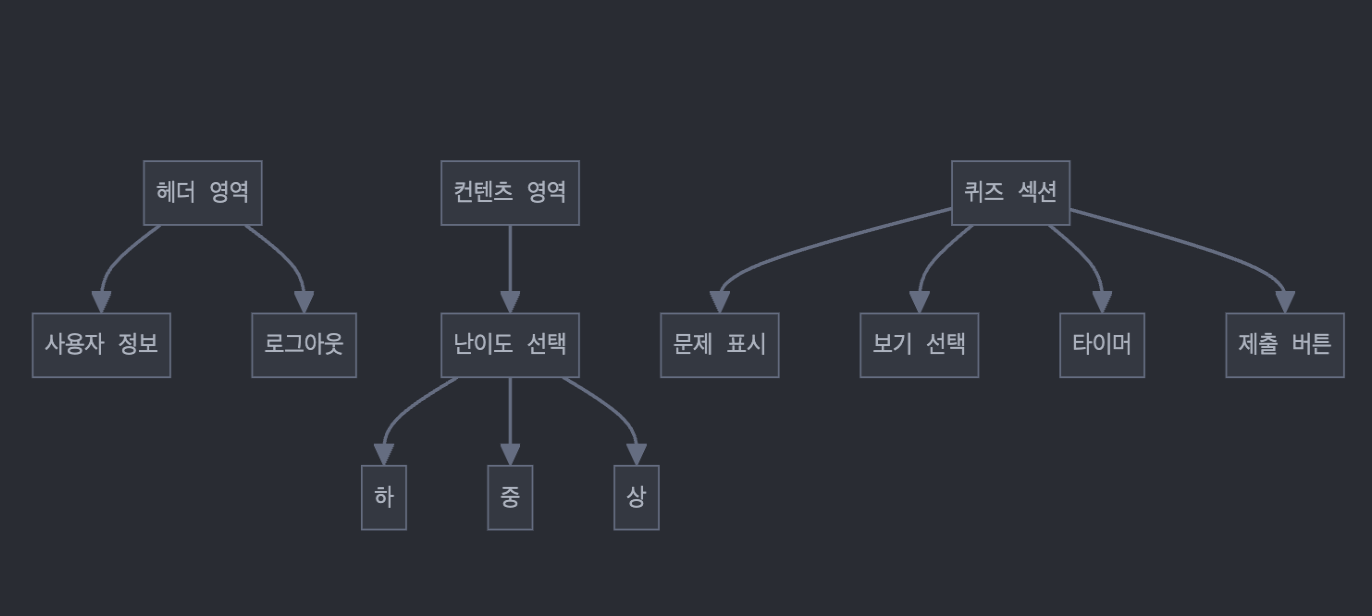 헤더 영역
컨텐츠 영역
퀴즈 섹션
사용자 정보
로그아웃
난이도 선택
문제 표시
보기 선택
타이머
제출 버튼
하
중
상